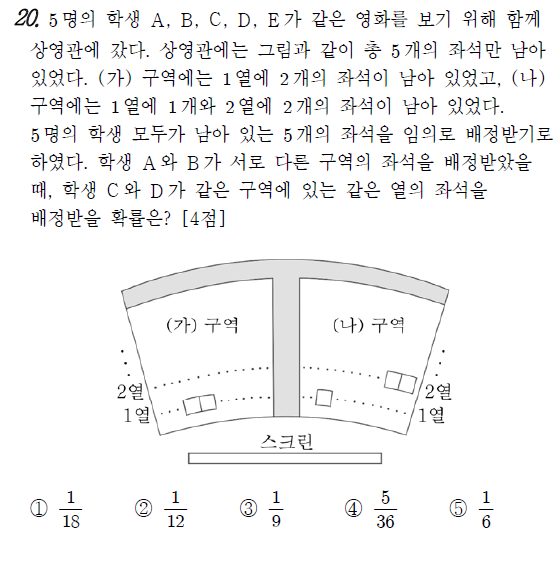 20. 5명의 학생 A, B, C, D, E가 같은 영화를 보기 위해 함께
상영관에 갔다. 상영관에는 그림과 같이 총 5개의 좌석만 남아
있었다. (가) 구역에는 1열에 2개의 좌석이 남아 있었고, (나)
구역에는 1열에 1개와 2열에 2개의 좌석이 남아 있었다.
5명의 학생 모두가 남아 있는 5개의 좌석을 임의로 배정받기로
하였다. 학생 A와 B가 서로 다른 구역의 좌석을 배정받았을
때, 학생 C와 D가 같은 구역에 있는 같은 열의 좌석을
배정받을 확률은? [4점]
(가) 구역 (나) 구역
2열 2열
1열 1열
스크린
① 1/18 ② 1/12 ③ 1/9 ④ 5/36 ⑤ 1/6